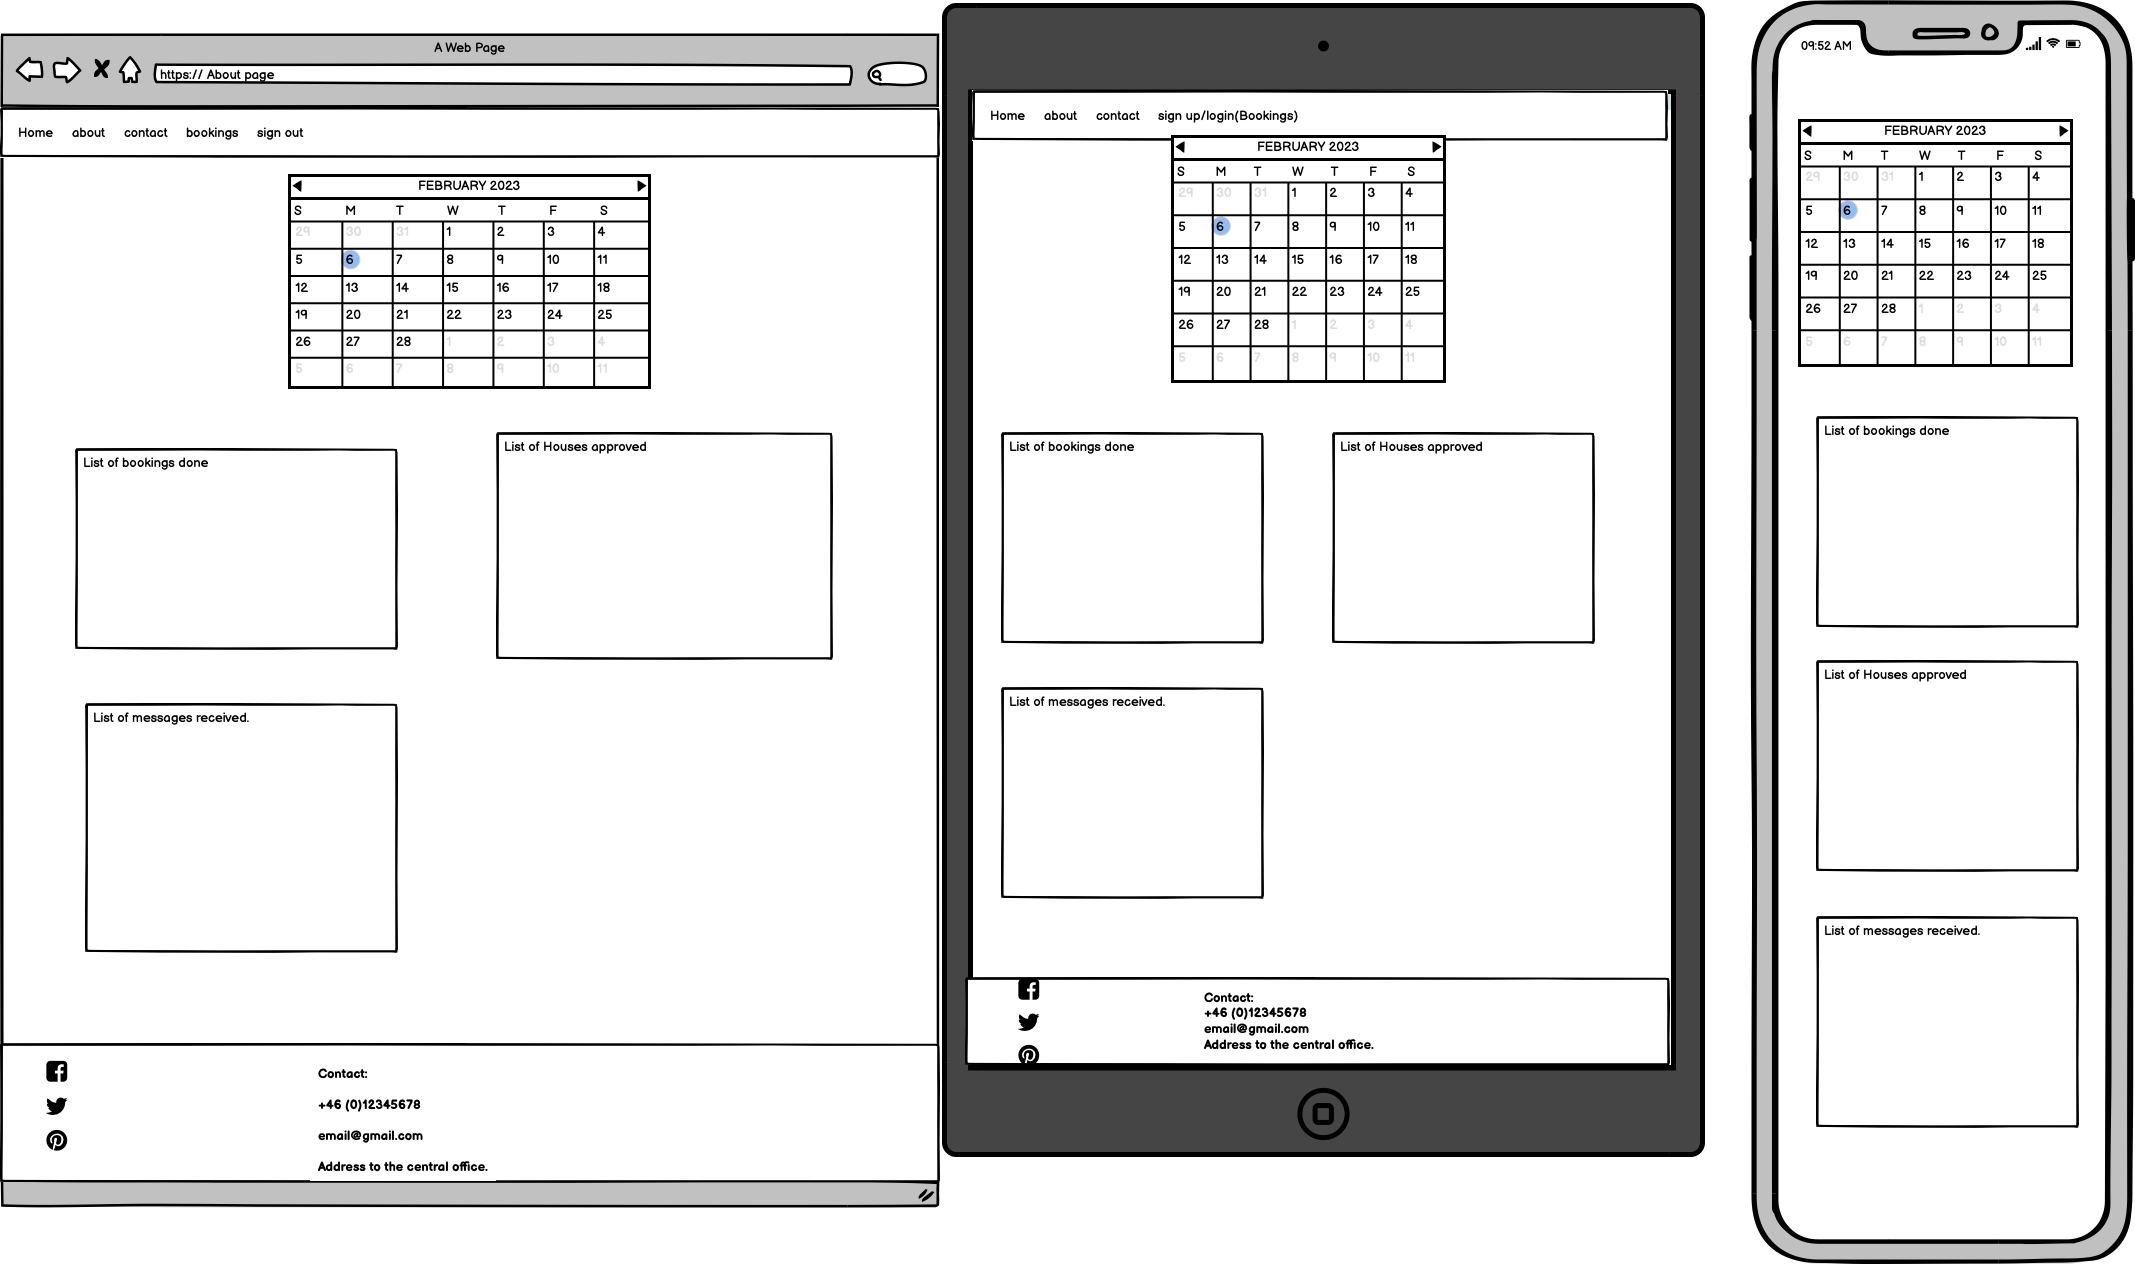 A Web Page
https:// About page
Home about contact bookings sign out
FEBRUARY 2023
S M T W T F S
29 30 31 1 2 3 4
5 6 7 8 9 10 11
12 13 14 15 16 17 18
19 20 21 22 23 24 25
26 27 28 1 2 3 4
5 6 7 8 9 10 11
List of bookings done
List of Houses approved
List of messages received.
Contact:
+46 (0)12345678
email@gmail.com
Address to the central office.
Home about contact sign up/login(Bookings)
FEBRUARY 2023
S M T W T F S
29 30 31 1 2 3 4
5 6 7 8 9 10 11
12 13 14 15 16 17 18
19 20 21 22 23 24 25
26 27 28 1 2 3 4
5 6 7 8 9 10 11
List of bookings done
List of Houses approved
List of messages received.
Contact:
+46 (0)12345678
email@gmail.com
Address to the central office.
09:52 AM
FEBRUARY 2023
S M T W T F S
29 30 31 1 2 3 4
5 6 7 8 9 10 11
12 13 14 15 16 17 18
19 20 21 22 23 24 25
26 27 28 1 2 3 4
5 6 7 8 9 10 11
List of bookings done
List of Houses approved
List of messages received.